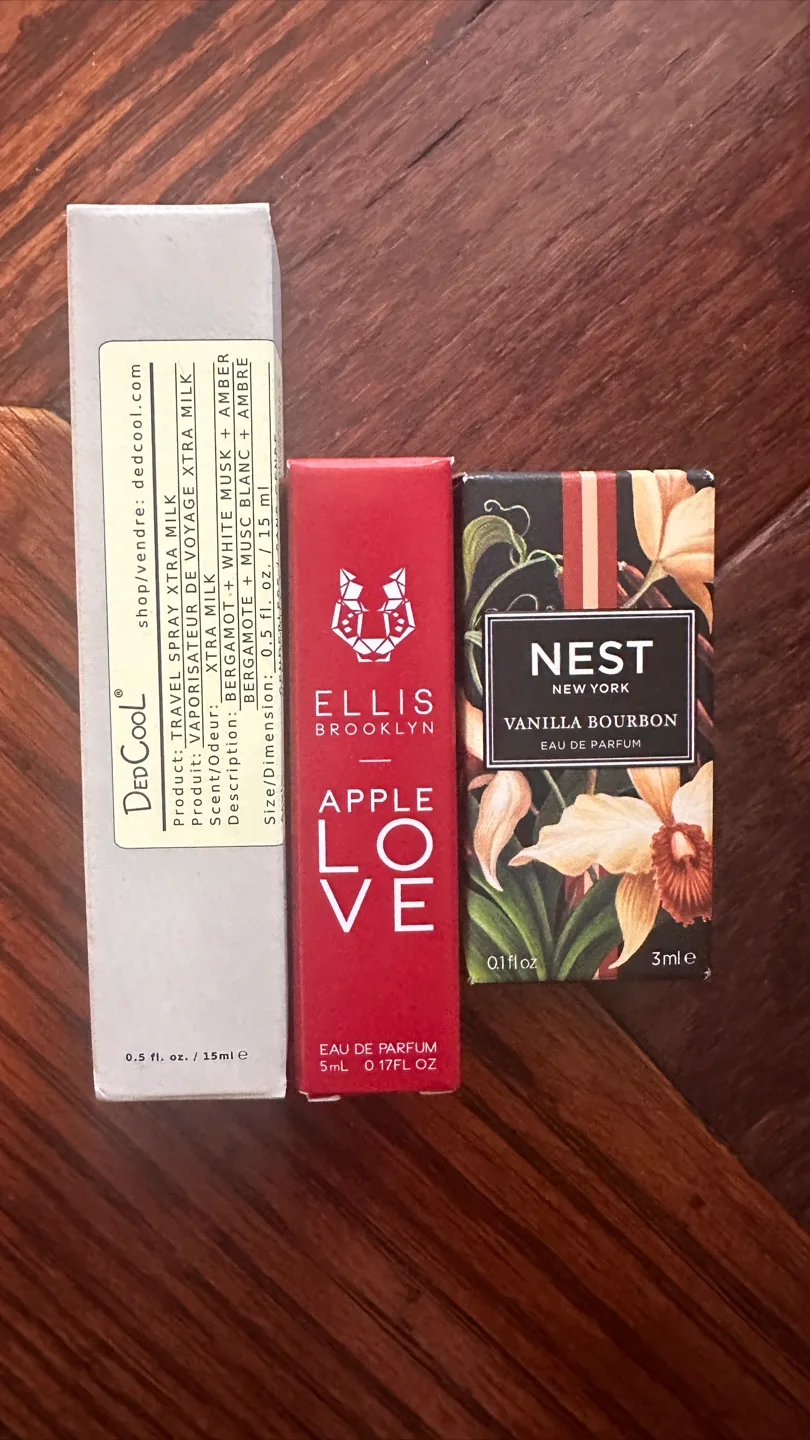 DEDCOOL®
shop/vendre: dedcool.com
Product: TRAVEL SPRAY XTRA MILK
Produit: VAPORISATEUR DE VOYAGE XTRA MILK
Scent/Odeur:
XTRA MILK
Description: BERGAMOT + WHITE MUSK + AMBER
BERGAMOTE + MUSC BLANC + AMBRE
Size/Dimension: 0.5 fl. oz. / 15 ml
0.5 fl. oz. / 15ml ℮
ELLIS
BROOKLYN
APPLE
LO
VE
EAU DE PARFUM
5mL 0.17FL OZ
NEST
NEW YORK
VANILLA BOURBON
EAU DE PARFUM
0.1 fl oz 3ml ℮